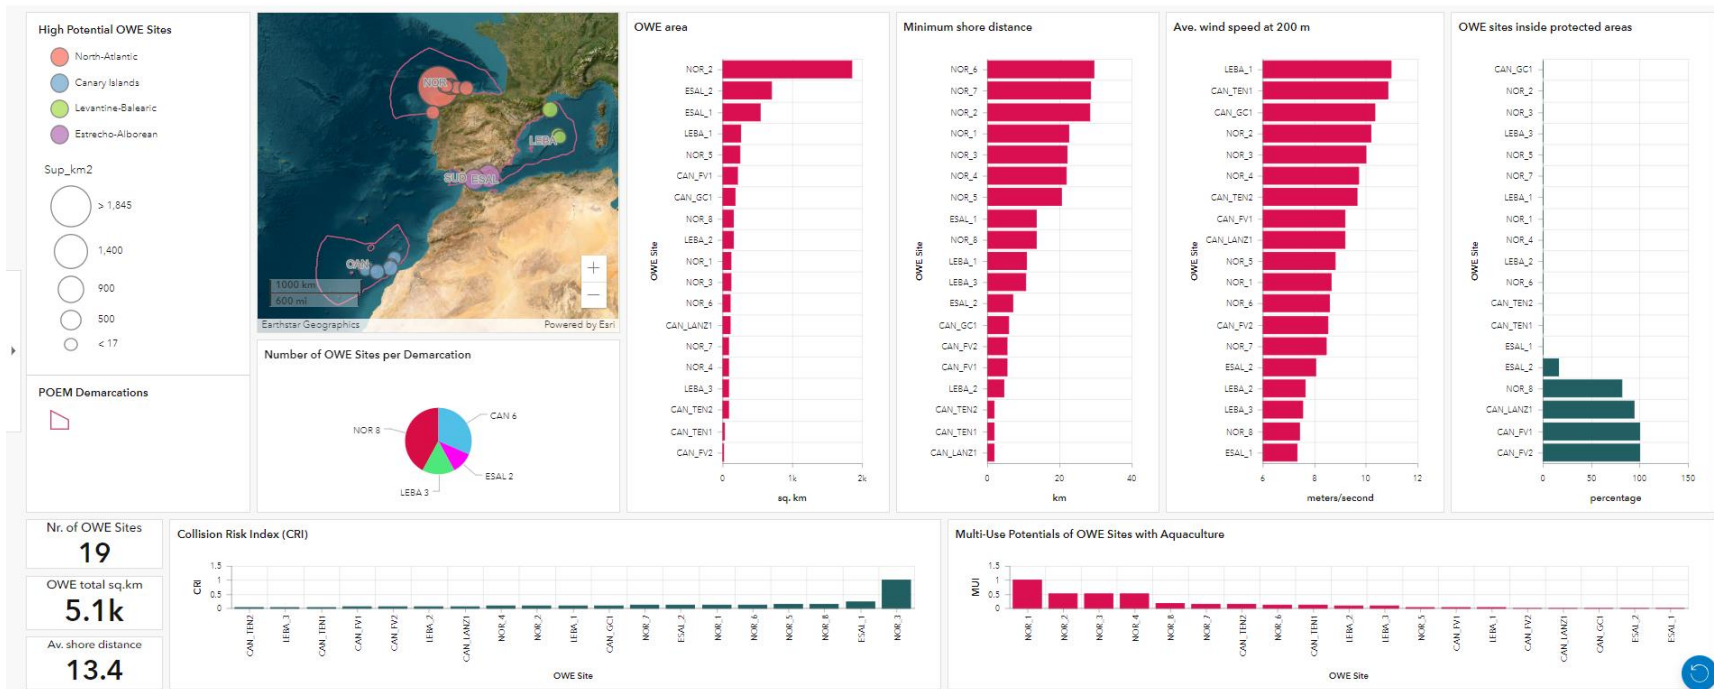 High Potential OWE Sites
North-Atlantic
Canary Islands
Levantine-Balearic
Estrecho-Alborean
Sup_km2
> 1,845
1,400
900
500
< 17
POEM Demarcations
NOR
LEBA
SUD
ESAL
CAN
1000 km
600 mi
+
−
Earthstar Geographics
Powered by Esri
Number of OWE Sites per Demarcation
CAN 6
NOR 8
ESAL 2
LEBA 3
OWE area
OWE Site
NOR_2
ESAL_2
ESAL_1
LEBA_1
NOR_5
CAN_FV1
CAN_GC1
NOR_8
LEBA_2
NOR_1
NOR_3
NOR_6
CAN_LANZ1
NOR_7
NOR_4
LEBA_3
CAN_TEN2
CAN_TEN1
CAN_FV2
0 1k 2k
sq. km
Minimum shore distance
OWE Site
NOR_6
NOR_7
NOR_2
NOR_1
NOR_3
NOR_4
NOR_5
ESAL_1
NOR_8
LEBA_1
LEBA_3
ESAL_2
CAN_GC1
CAN_FV2
CAN_FV1
LEBA_2
CAN_TEN2
CAN_TEN1
CAN_LANZ1
0 20 40
km
Ave. wind speed at 200 m
OWE Site
LEBA_1
CAN_TEN1
CAN_GC1
NOR_2
NOR_3
NOR_4
CAN_TEN2
CAN_FV1
CAN_LANZ1
NOR_5
NOR_1
NOR_6
CAN_FV2
NOR_7
ESAL_2
LEBA_2
LEBA_3
NOR_8
ESAL_1
6 8 10 12
meters/second
OWE sites inside protected areas
OWE Site
CAN_GC1
NOR_2
NOR_3
LEBA_3
NOR_5
NOR_7
LEBA_1
NOR_1
NOR_4
LEBA_2
NOR_6
CAN_TEN2
CAN_TEN1
ESAL_1
ESAL_2
NOR_8
CAN_LANZ1
CAN_FV1
CAN_FV2
0 50 100 150
percentage
Nr. of OWE Sites
19
OWE total sq.km
5.1k
Av. shore distance
13.4
Collision Risk Index (CRI)
CRI
1.5
1
0.5
0
CAN_TEN2
LEBA_3
CAN_TEN1
CAN_FV1
CAN_FV2
LEBA_2
CAN_LANZ1
NOR_4
NOR_2
LEBA_1
CAN_GC1
NOR_7
ESAL_2
NOR_1
NOR_6
NOR_5
NOR_8
ESAL_1
NOR_3
OWE Site
Multi-Use Potentials of OWE Sites with Aquaculture
MUI
1.5
1
0.5
0
NOR_1
NOR_2
NOR_3
NOR_4
NOR_8
NOR_7
CAN_TEN2
NOR_6
CAN_TEN1
LEBA_2
LEBA_3
NOR_5
CAN_FV1
LEBA_1
CAN_FV2
CAN_LANZ1
CAN_GC1
ESAL_2
ESAL_1
OWE Site